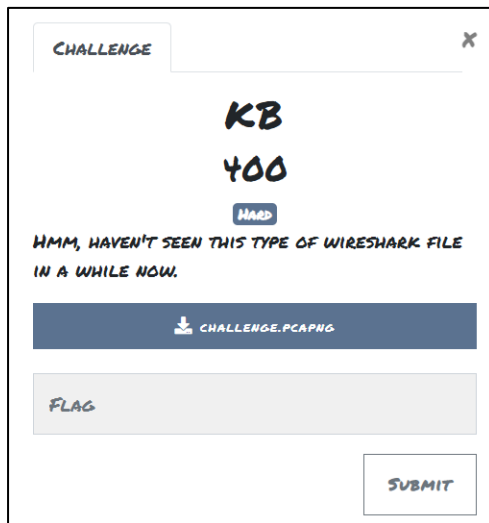 Challenge
x
KB
400
Hard
Hmm, haven't seen this type of wireshark file
in a while now.
challenge.pcapng
Flag
Submit